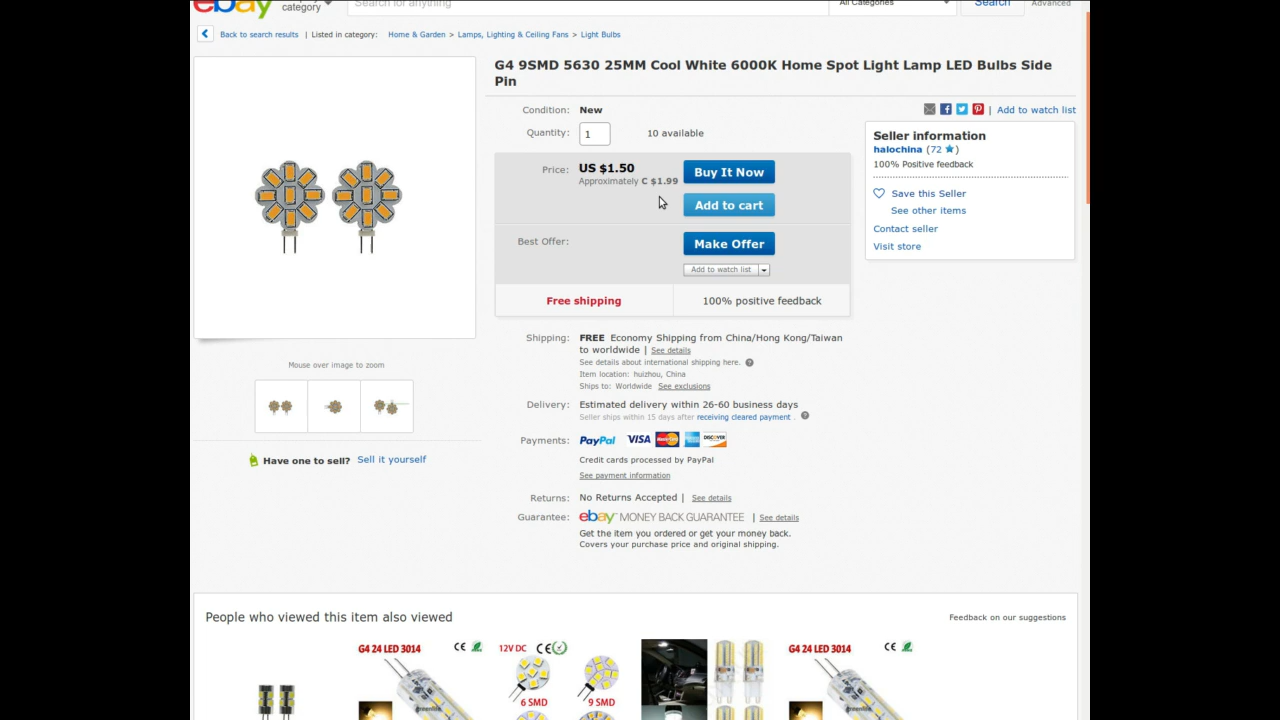 ebay
category
Search for anything
All Categories
Search
Advanced
Back to search results | Listed in category: Home & Garden > Lamps, Lighting & Ceiling Fans > Light Bulbs
G4 9SMD 5630 25MM Cool White 6000K Home Spot Light Lamp LED Bulbs Side
Pin
Condition: New
| Add to watch list
Quantity: 1 10 available
Seller information
halochina (72 )
100% Positive feedback
Save this Seller
See other items
Contact seller
Visit store
Price: US $1.50
Buy It Now
Approximately C $1.99
Add to cart
Best Offer:
Make Offer
Add to watch list
Free shipping
100% positive feedback
Shipping: FREE Economy Shipping from China/Hong Kong/Taiwan
to worldwide | See details
See details about international shipping here.
Item location: huizhou, China
Ships to: Worldwide See exclusions
Mouse over image to zoom
Delivery: Estimated delivery within 26-60 business days
Seller ships within 15 days after receiving cleared payment .
Payments: PayPal VISA MasterCard DISCOVER
Credit cards processed by PayPal
See payment information
Have one to sell? Sell it yourself
Returns: No Returns Accepted | See details
Guarantee: ebay MONEY BACK GUARANTEE | See details
Get the item you ordered or get your money back.
Covers your purchase price and original shipping.
People who viewed this item also viewed
Feedback on our suggestions
G4 24 LED 3014 CE
12V DC CE
6 SMD
9 SMD
G4 24 LED 3014 CE